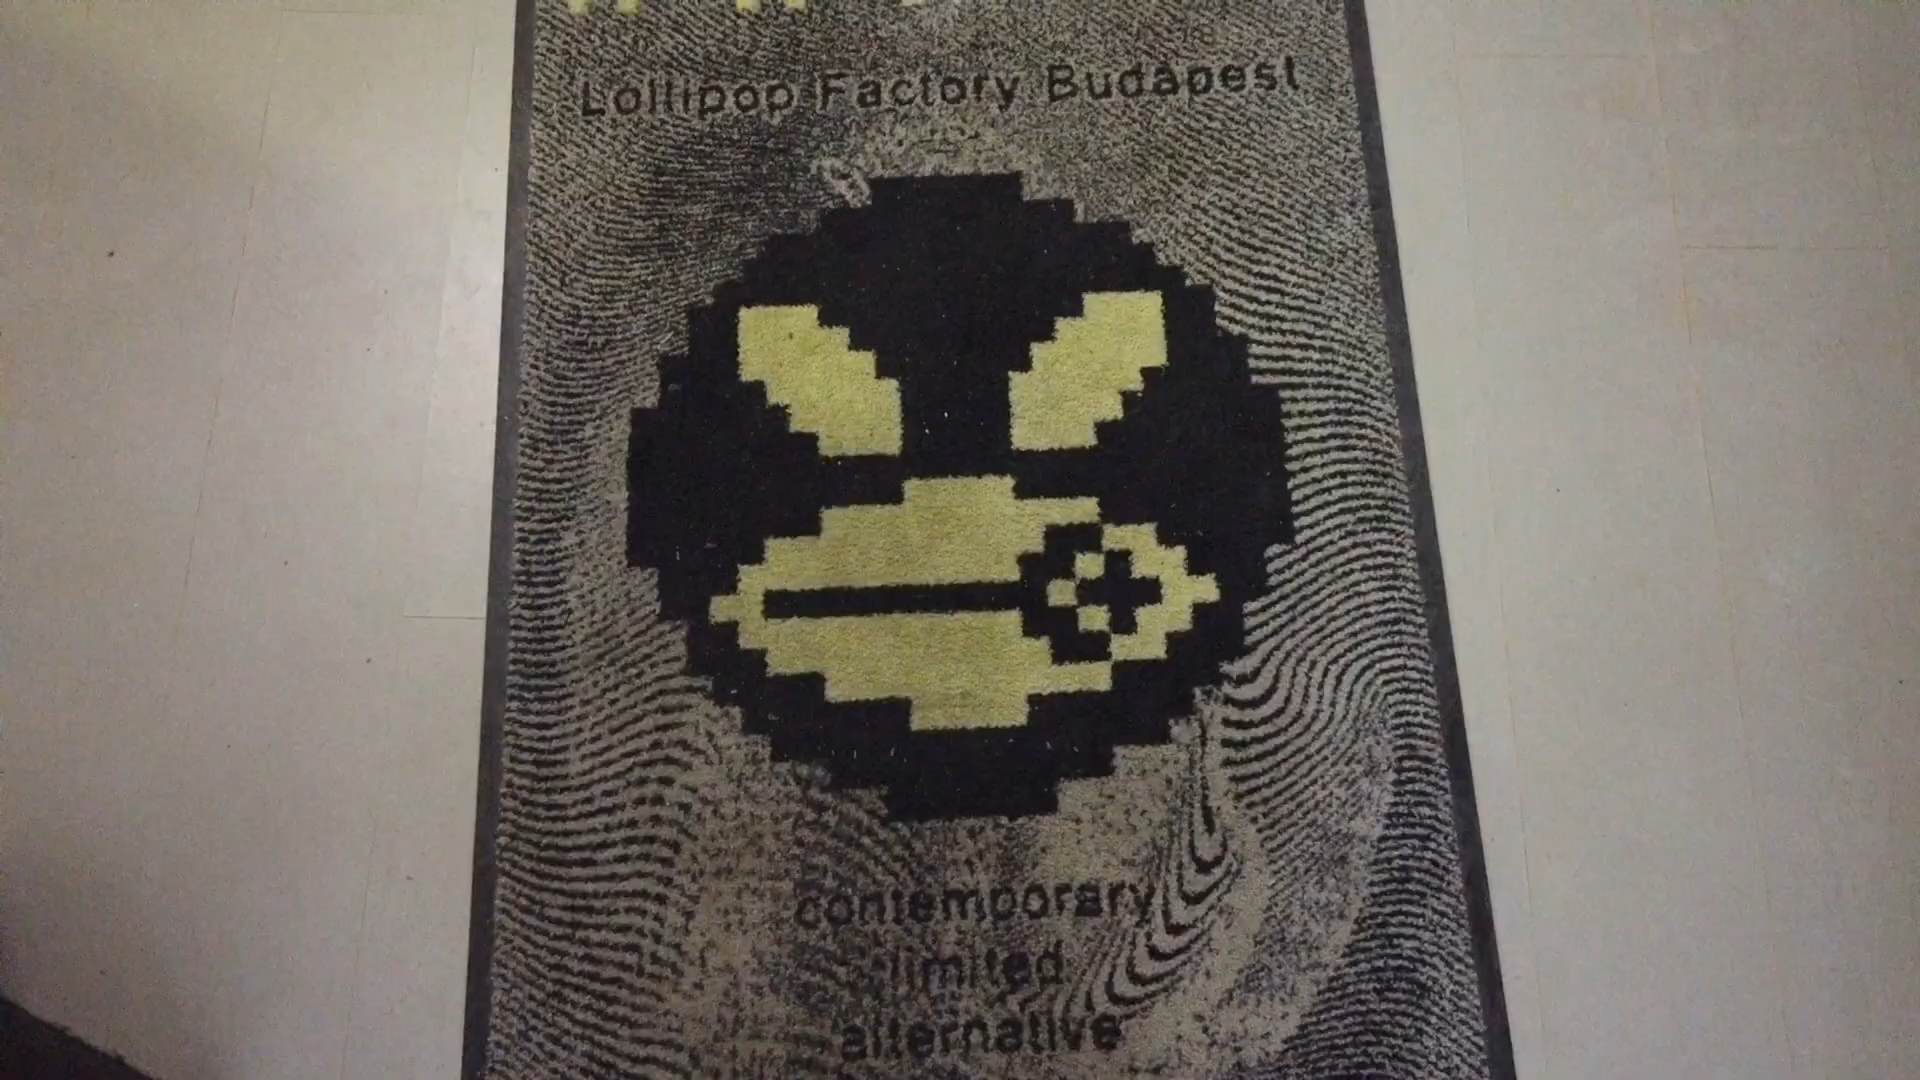 Lollipop Factory Budapest
contemporary
limited
alternative